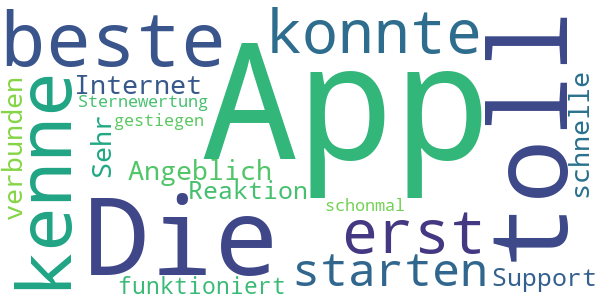 beste
konnte
App
toll
kenne
Internet
schnelle
verbunden
Sternewertung
gestiegen
Sehr
Angeblich
Reaktion
Die
schonmal
erst
starten
Support
funktioniert